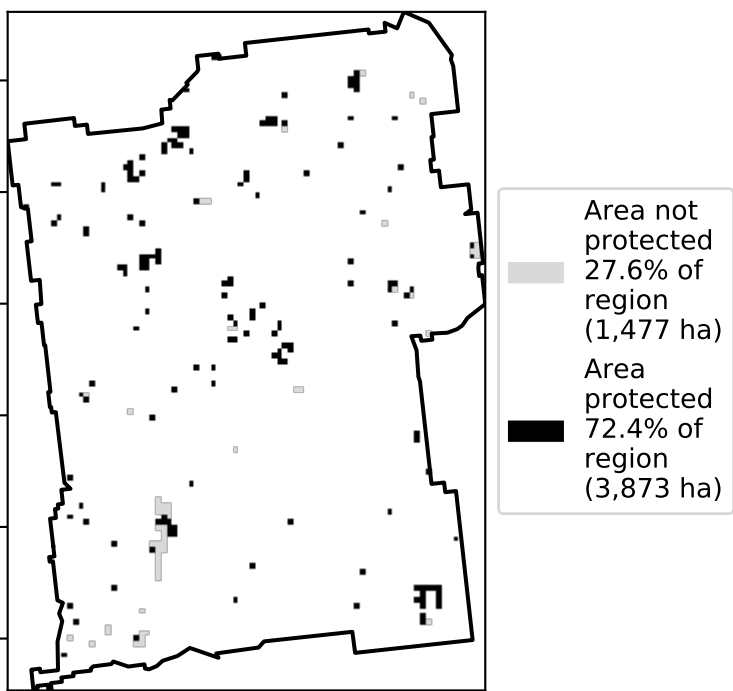 Area not
protected
27.6% of
region
(1,477 ha)
Area
protected
72.4% of
region
(3,873 ha)